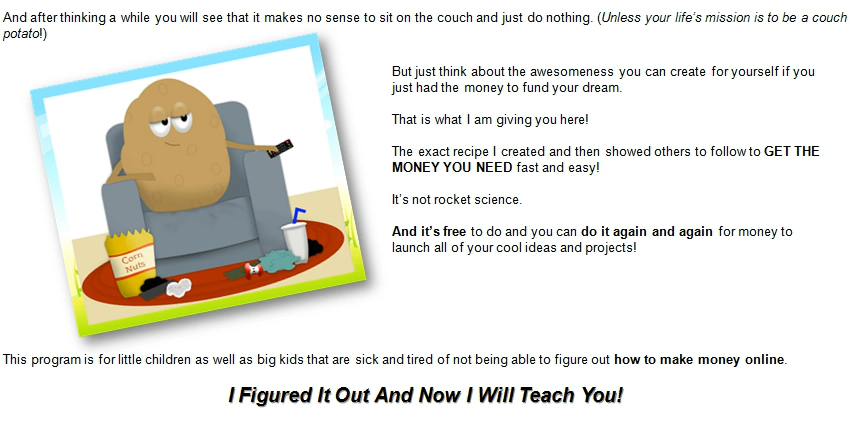 And after thinking a while you will see that it makes no sense to sit on the couch and just do nothing. (Unless your life's mission is to be a couch
potato!)
But just think about the awesomeness you can create for yourself if you
just had the money to fund your dream.
That is what I am giving you here!
The exact recipe I created and then showed others to follow to GET THE
MONEY YOU NEED fast and easy!
It's not rocket science.
And it's free to do and you can do it again and again for money to
launch all of your cool ideas and projects!
Corn
Nuts
This program is for little children as well as big kids that are sick and tired of not being able to figure out how to make money online.
I Figured It Out And Now I Will Teach You!